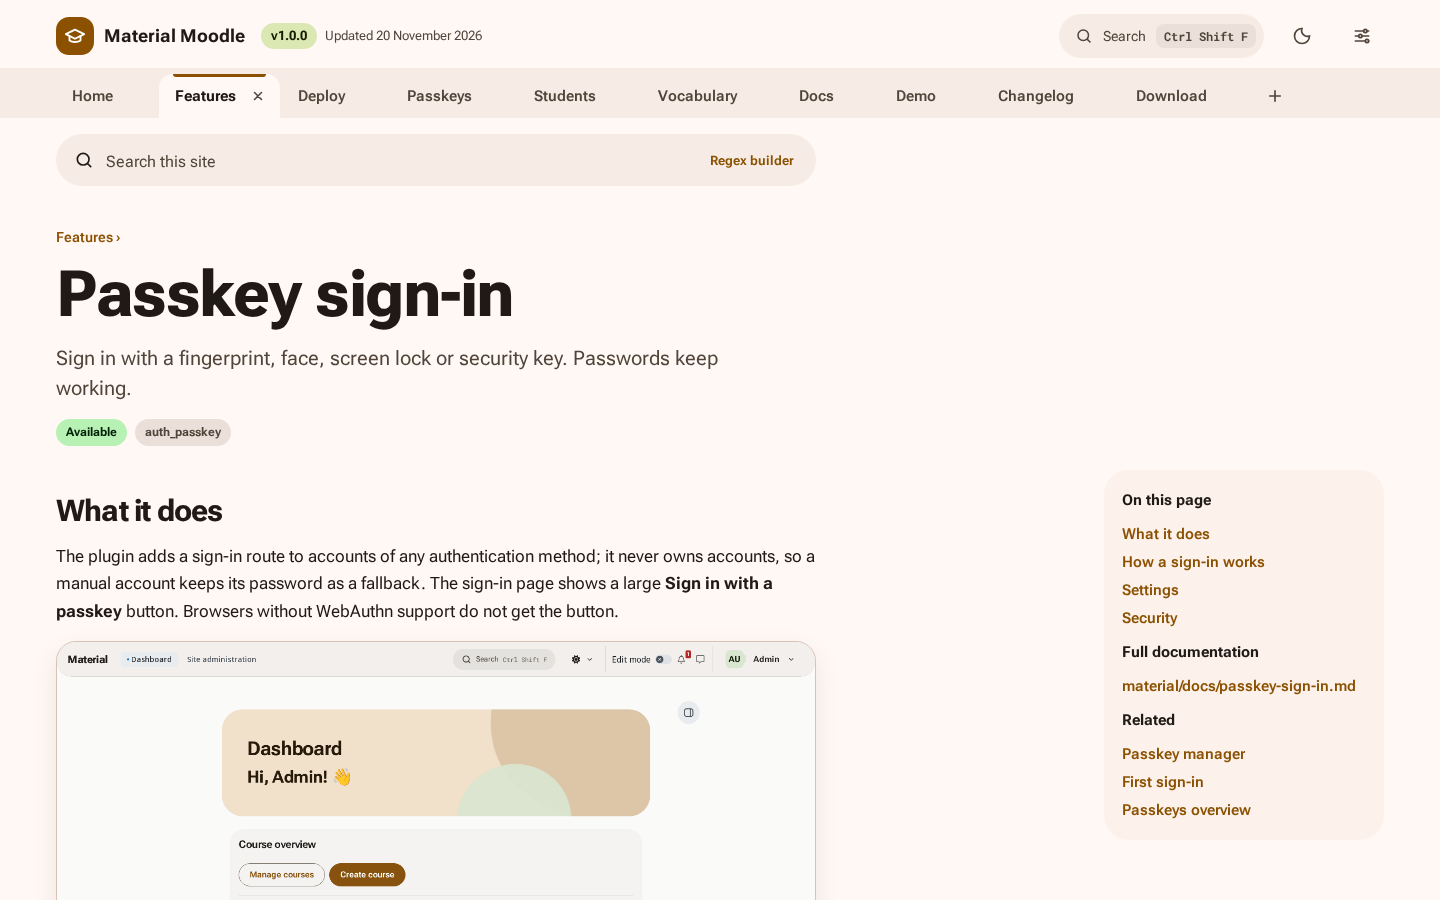 Material Moodle
v1.0.0
Updated 20 November 2026
Search
Ctrl Shift F
Home
Features
Deploy
Passkeys
Students
Vocabulary
Docs
Demo
Changelog
Download
Search this site
Regex builder
Features ›
Passkey sign-in
Sign in with a fingerprint, face, screen lock or security key. Passwords keep
working.
Available
auth_passkey
What it does
The plugin adds a sign-in route to accounts of any authentication method; it never owns accounts, so a
manual account keeps its password as a fallback. The sign-in page shows a large Sign in with a
passkey button. Browsers without WebAuthn support do not get the button.
Material
Dashboard
Site administration
Search
Ctrl Shift F
Edit mode
1
AU
Admin
Dashboard
Hi, Admin! 👋
Course overview
Manage courses
Create course
On this page
What it does
How a sign-in works
Settings
Security
Full documentation
material/docs/passkey-sign-in.md
Related
Passkey manager
First sign-in
Passkeys overview